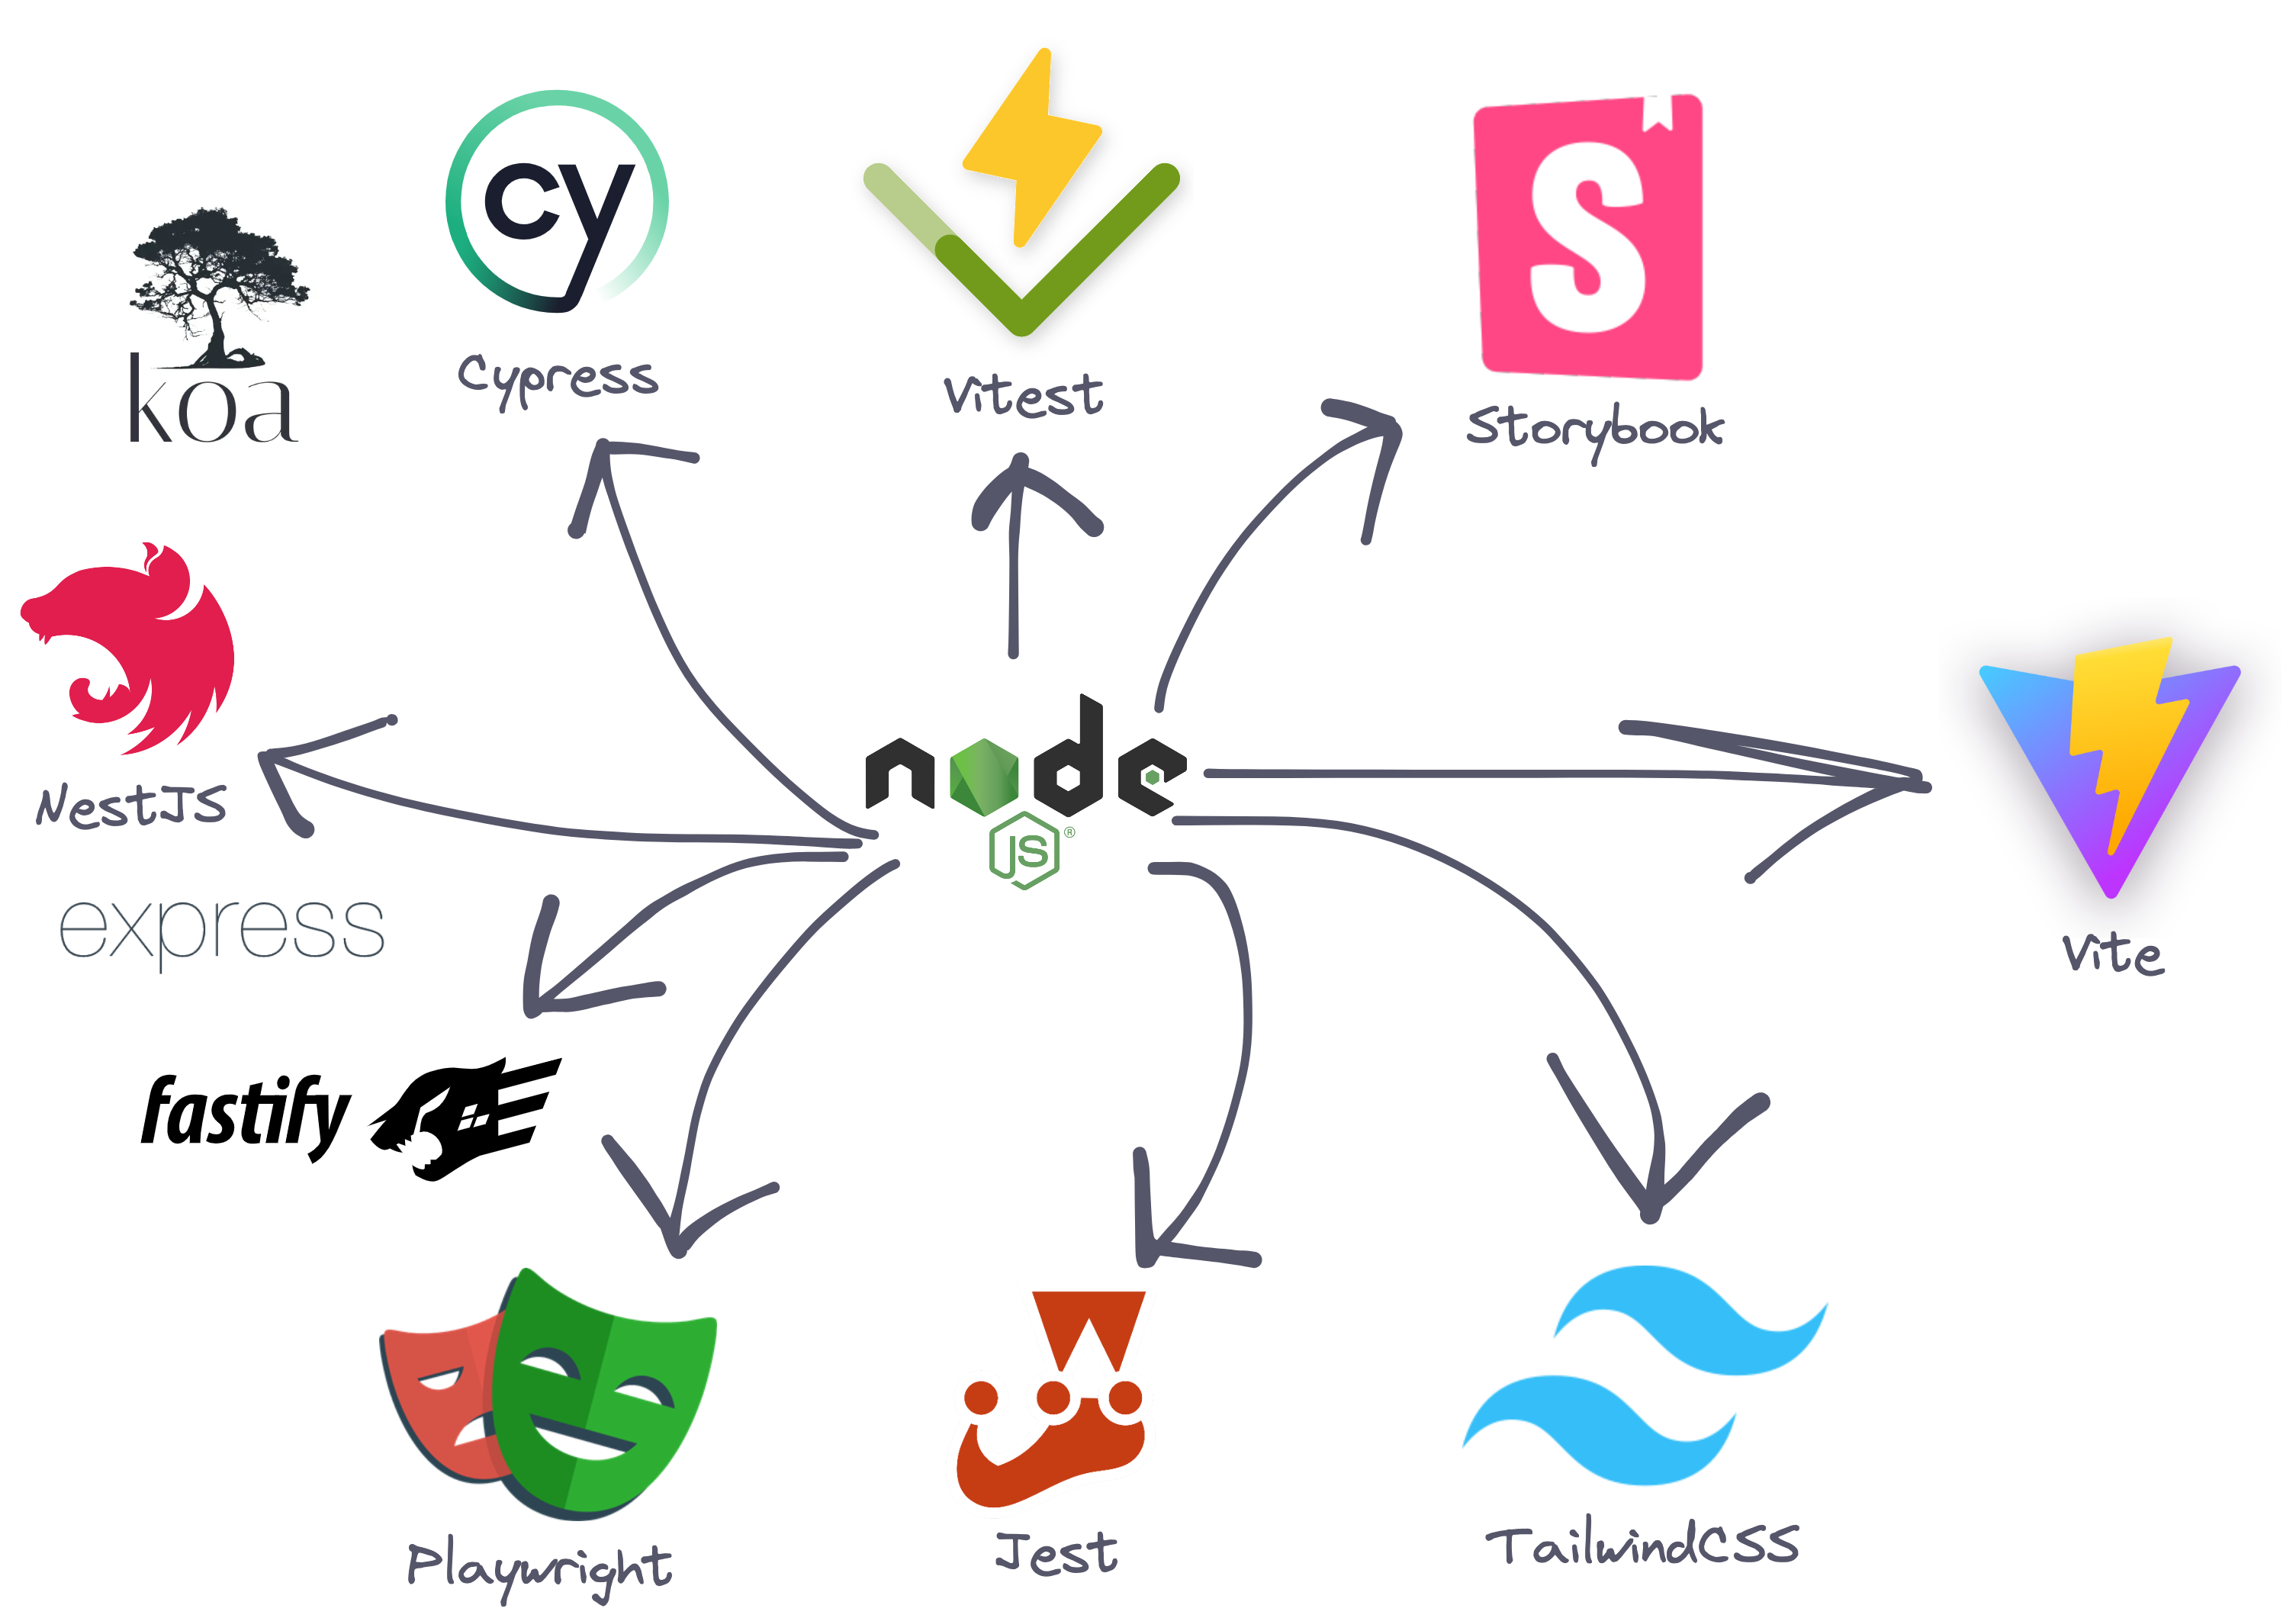 cy
koa
Cypress
Vitest
S
Storybook
NestJS
node
JS®
Vite
express
fastify
Playwright
Jest
TailwindCSS